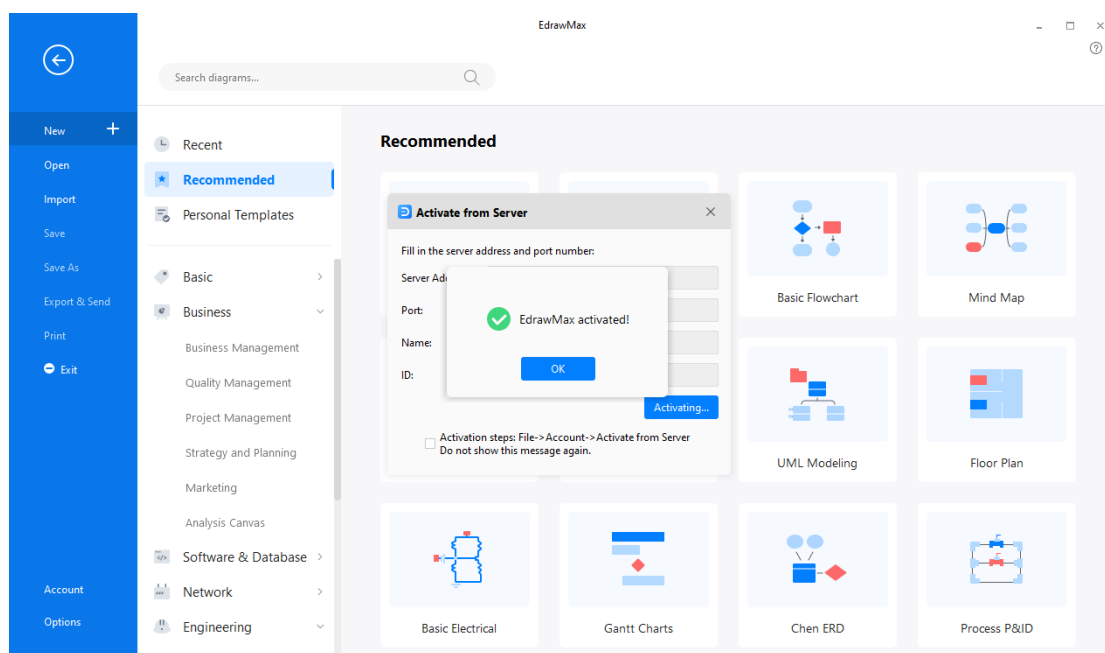 EdrawMax
Search diagrams...
New
Open
Import
Save
Save As
Export & Send
Print
Exit
Account
Options
Recent
Recommended
Personal Templates
Basic
Business
Business Management
Quality Management
Project Management
Strategy and Planning
Marketing
Analysis Canvas
Software & Database
Network
Engineering
Recommended
Activate from Server
Fill in the server address and port number:
Server
Port:
Name:
ID:
EdrawMax activated!
OK
Activating...
Activation steps: File->Account->Activate from Server
Do not show this message again.
Basic Flowchart
Mind Map
UML Modeling
Floor Plan
Basic Electrical
Gantt Charts
Chen ERD
Process P&ID